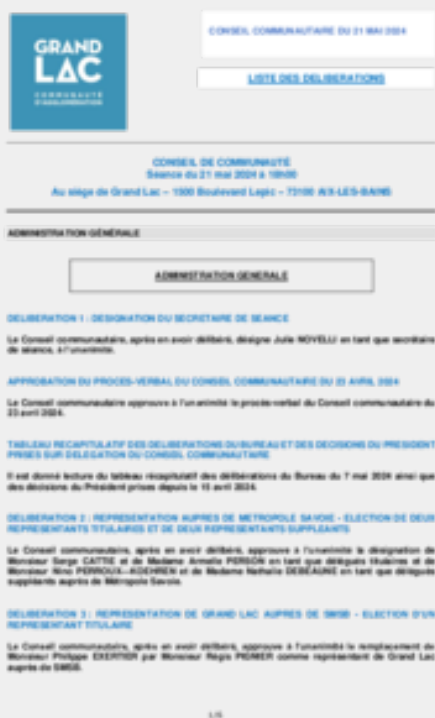 GRAND
LAC
COMMUNAUTÉ
D'AGGLOMÉRATION
CONSEIL COMMUNAUTAIRE DU 21 MAI 2024
LISTE DES DELIBERATIONS
CONSEIL DE COMMUNAUTÉ
Séance du 21 mai 2024 à 18h00
Au siège de Grand Lac – 1500 Boulevard Lepic – 73100 AIX-LES-BAINS
ADMINISTRATION GÉNÉRALE
ADMINISTRATION GENERALE
DELIBERATION 1 : DESIGNATION DU SECRETAIRE DE SEANCE
Le Conseil communautaire, après en avoir délibéré, désigne Julie NOVELLI en tant que secrétaire
de séance, à l'unanimité.
APPROBATION DU PROCES-VERBAL DU CONSEIL COMMUNAUTAIRE DU 23 AVRIL 2024
Le Conseil communautaire approuve à l'unanimité le procès-verbal du Conseil communautaire du
23 avril 2024.
TABLEAU RECAPITULATIF DES DELIBERATIONS DU BUREAU ET DES DECISIONS DU PRESIDENT
PRISES SUR DELEGATION DU CONSEIL COMMUNAUTAIRE
Il est donné lecture du tableau récapitulatif des délibérations du Bureau du 7 mai 2024 ainsi que
des décisions du Président prises depuis le 15 avril 2024.
DELIBERATION 2 : REPRESENTATION AUPRES DE METROPOLE SAVOIE - ELECTION DE DEUX
REPRESENTANTS TITULAIRES ET DE DEUX REPRESENTANTS SUPPLEANTS
Le Conseil communautaire, après en avoir délibéré, approuve à l'unanimité la désignation de
Monsieur Serge CATTIE et de Madame Armelle PERSON en tant que délégués titulaires et de
Monsieur Nino PERROUX--KOEHREN et de Madame Nathalie DEBEAUNE en tant que délégués
suppléants auprès de Métropole Savoie.
DELIBERATION 3 : REPRESENTATION DE GRAND LAC AUPRES DE SMSB - ELECTION D'UN
REPRESENTANT TITULAIRE
Le Conseil communautaire, après en avoir délibéré, approuve à l'unanimité le remplacement de
Monsieur Philippe EXERTIER par Monsieur Régis comme représentant de Grand Lac
auprès de SMSB.